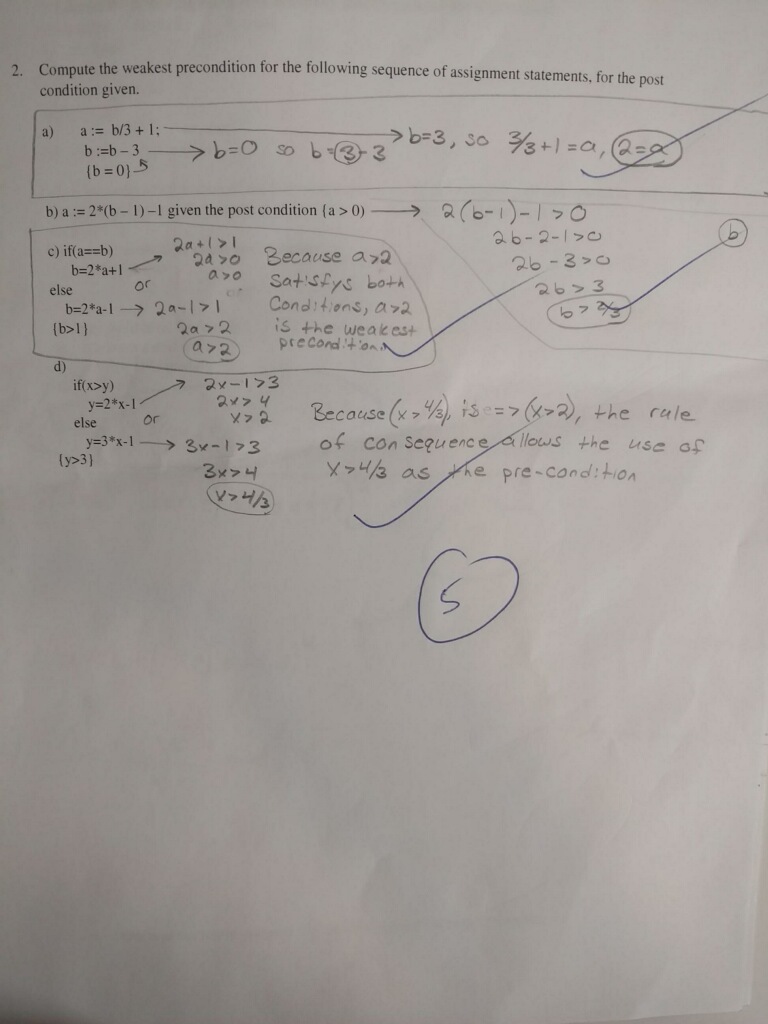 2. Compute the weakest precondition for the following sequence of assignment statements, for the post
condition given.
a) a := b/3 + 1; → b=3, so 3/3+1=a, 2=a
b :=b – 3 → b=0 so b=3-3
{b = 0}
b) a := 2*(b – 1) –1 given the post condition {a > 0} → 2(b-1)-1>0
2b-2-1>0
2b-3>0
2b>3
b
c) if(a==b)
b=2*a+1 → 2a+1>1
2a>0
a>0
else or
b=2*a-1 → 2a-1>1
2a>2
a>2
{b>1}
Because a>2
Satisfys both
Conditions, a>2
is the weakest
precondition.
d)
if(x>y)
y=2*x-1 → 2x-1>3
2x>4
x>2
else or
y=3*x-1 → 3x-1>3
3x>4
x>4/3
{y>3}
Because (x>4/3), is => (x>2), the rule
of consequence allows the use of
x>4/3 as the pre-condition
5